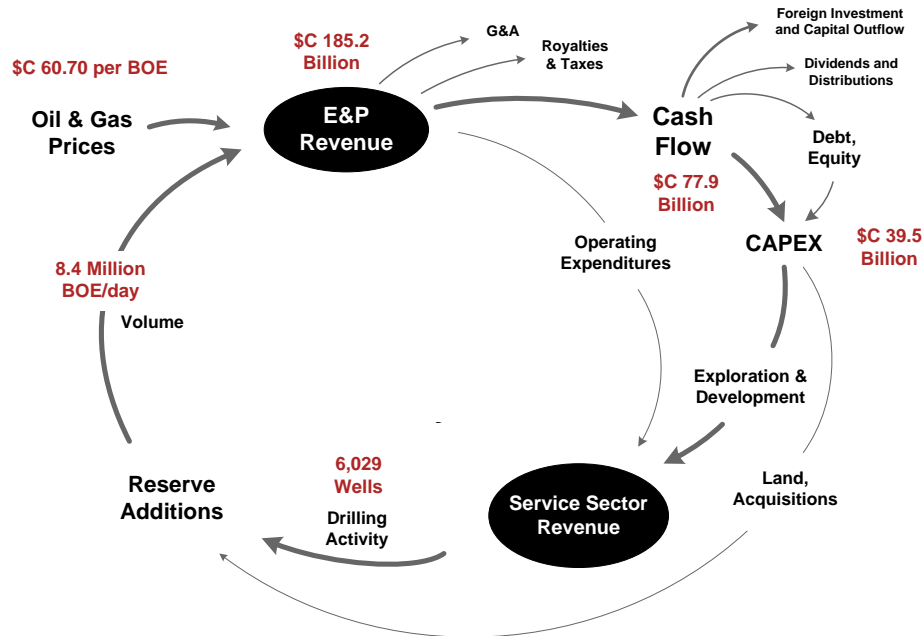 $C 60.70 per BOE
Oil & Gas
Prices
$C 185.2
Billion
E&P
Revenue
G&A
Royalties
& Taxes
Foreign Investment
and Capital Outflow
Dividends and
Distributions
Cash
Flow
$C 77.9
Billion
Debt,
Equity
CAPEX
$C 39.5
Billion
Operating
Expenditures
8.4 Million
BOE/day
Volume
Exploration &
Development
Land,
Acquisitions
Service Sector
Revenue
6,029
Wells
Drilling
Activity
Reserve
Additions